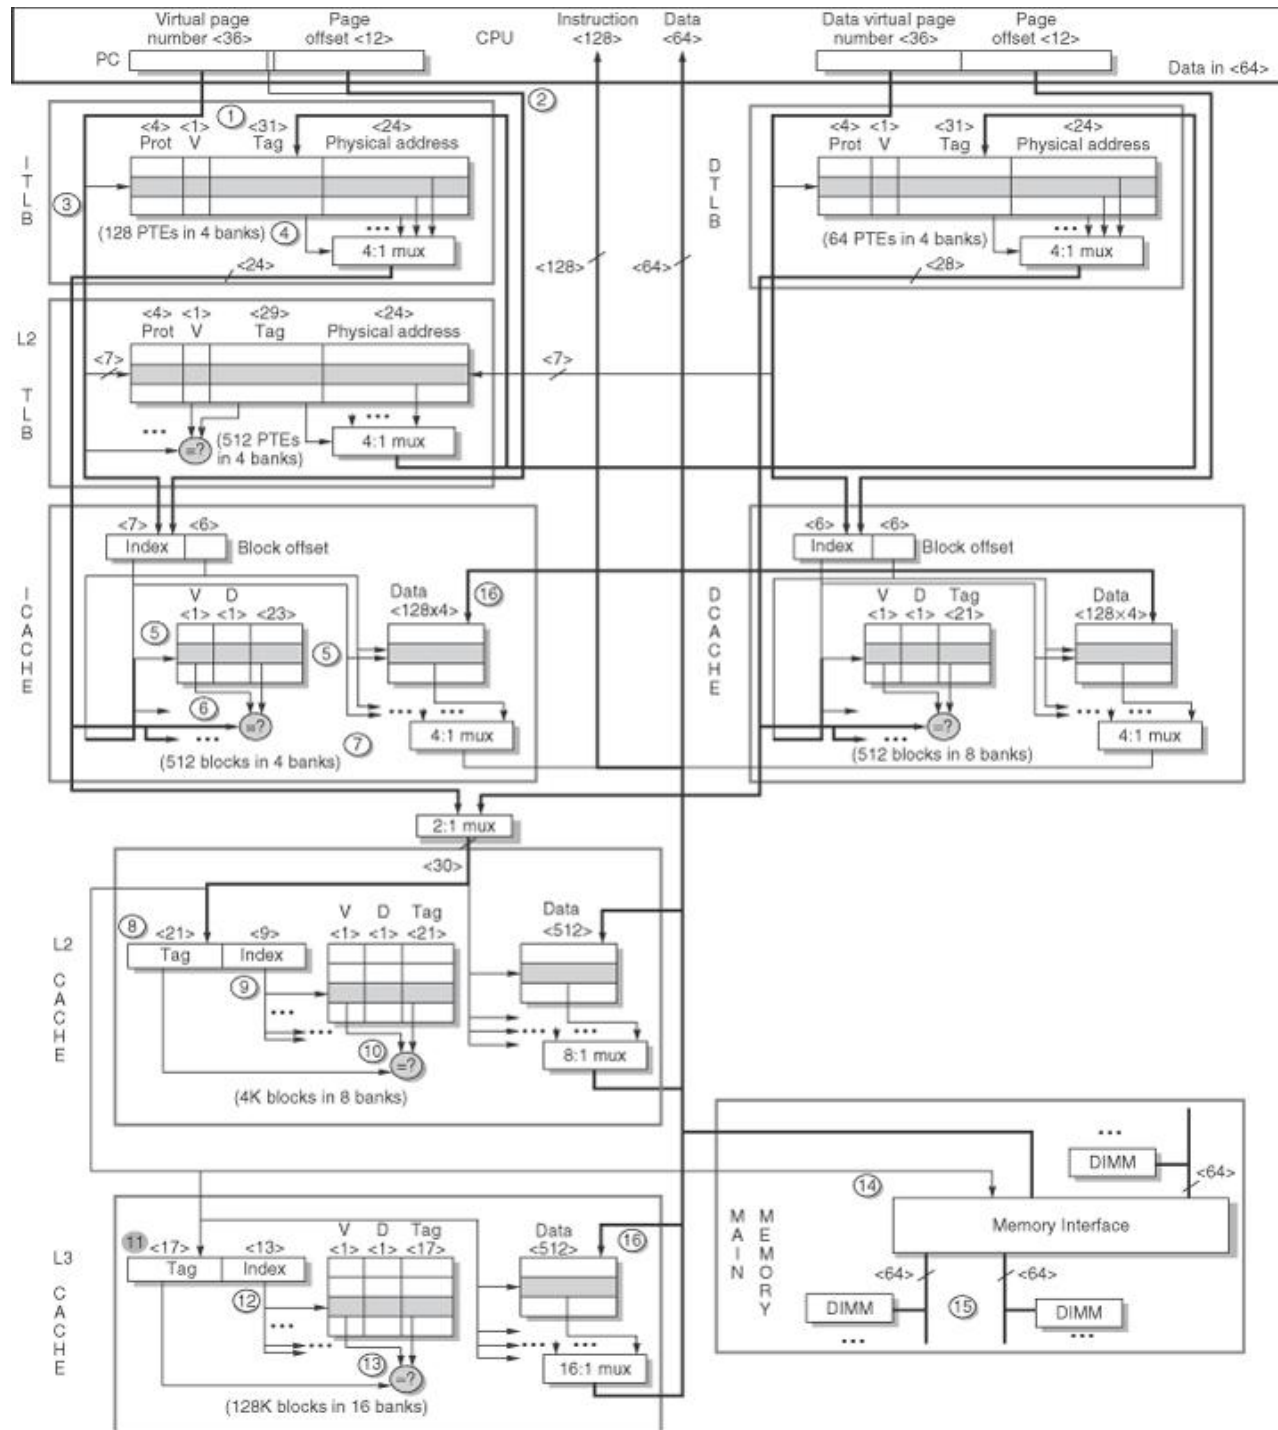 Virtual page
number <36>
Page
offset <12>
CPU
Instruction
<128>
Data
<64>
Data virtual page
number <36>
Page
offset <12>
PC
Data in <64>
1
2
I
T
L
B
<4>
Prot
<1>
V
<31>
Tag
<24>
Physical address
3
(128 PTEs in 4 banks)
4
•••
4:1 mux
<24>
<128>
<64>
D
T
L
B
<4>
Prot
<1>
V
<31>
Tag
<24>
Physical address
(64 PTEs in 4 banks)
•••
4:1 mux
<28>
L2
T
L
B
<4>
Prot
<1>
V
<29>
Tag
<24>
Physical address
<7>
<7>
•••
=?
(512 PTEs
in 4 banks)
•••
4:1 mux
I
C
A
C
H
E
<7>
<6>
Index
Block offset
V
<1>
D
<1>
<23>
Data
<128x4>
16
5
5
6
=?
•••
7
••• •••
4:1 mux
(512 blocks in 4 banks)
D
C
A
C
H
E
<6>
<6>
Index
Block offset
V
<1>
D
<1>
Tag
<21>
Data
<128×4>
=?
•••
••• •••
4:1 mux
(512 blocks in 8 banks)
2:1 mux
<30>
L2
C
A
C
H
E
8
<21>
<9>
Tag
Index
V
<1>
D
<1>
Tag
<21>
Data
<512>
9
•••
•••
10
=?
••• •••
8:1 mux
(4K blocks in 8 banks)
L3
C
A
C
H
E
11
<17>
<13>
Tag
Index
V
<1>
D
<1>
Tag
<17>
Data
<512>
16
12
•••
•••
13
=?
••• •••
16:1 mux
(128K blocks in 16 banks)
M
A
I
N
M
E
M
O
R
Y
14
•••
DIMM
<64>
Memory Interface
<64>
<64>
DIMM
•••
15
DIMM
•••